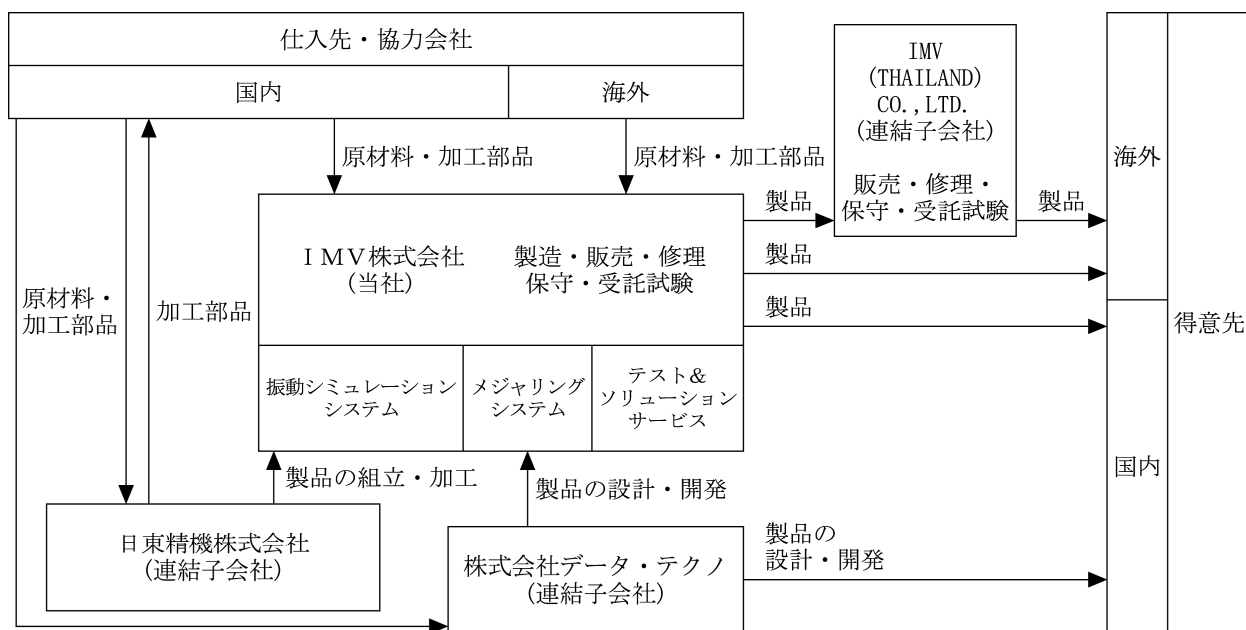 仕入先・協力会社
国内
海外
IMV
(THAILAND)
CO.,LTD.
(連結子会社)
販売・修理・
保守・受託試験
原材料・加工部品
原材料・加工部品
製品
製品
海外
ＩＭＶ株式会社
(当社)
製造・販売・修理
保守・受託試験
製品
製品
原材料・
加工部品
加工部品
得意先
振動シミュレーション
システム
メジャリング
システム
テスト＆
ソリューション
サービス
製品の組立・加工
製品の設計・開発
国内
日東精機株式会社
(連結子会社)
株式会社データ・テクノ
(連結子会社)
製品の
設計・開発